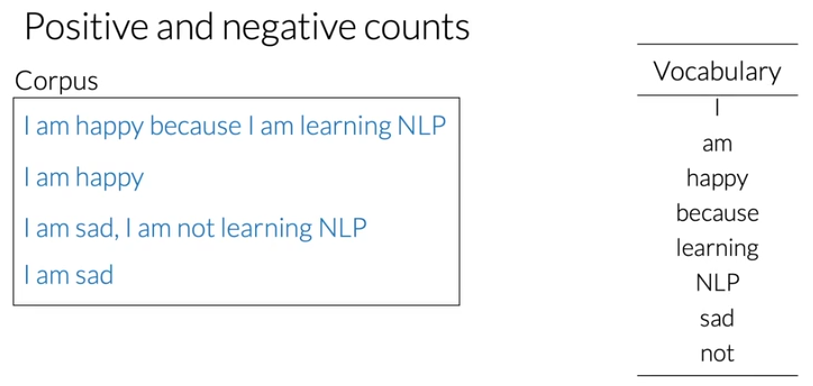 Positive and negative counts
Corpus
I am happy because I am learning NLP
I am happy
I am sad, I am not learning NLP
I am sad
Vocabulary
I
am
happy
because
learning
NLP
sad
not